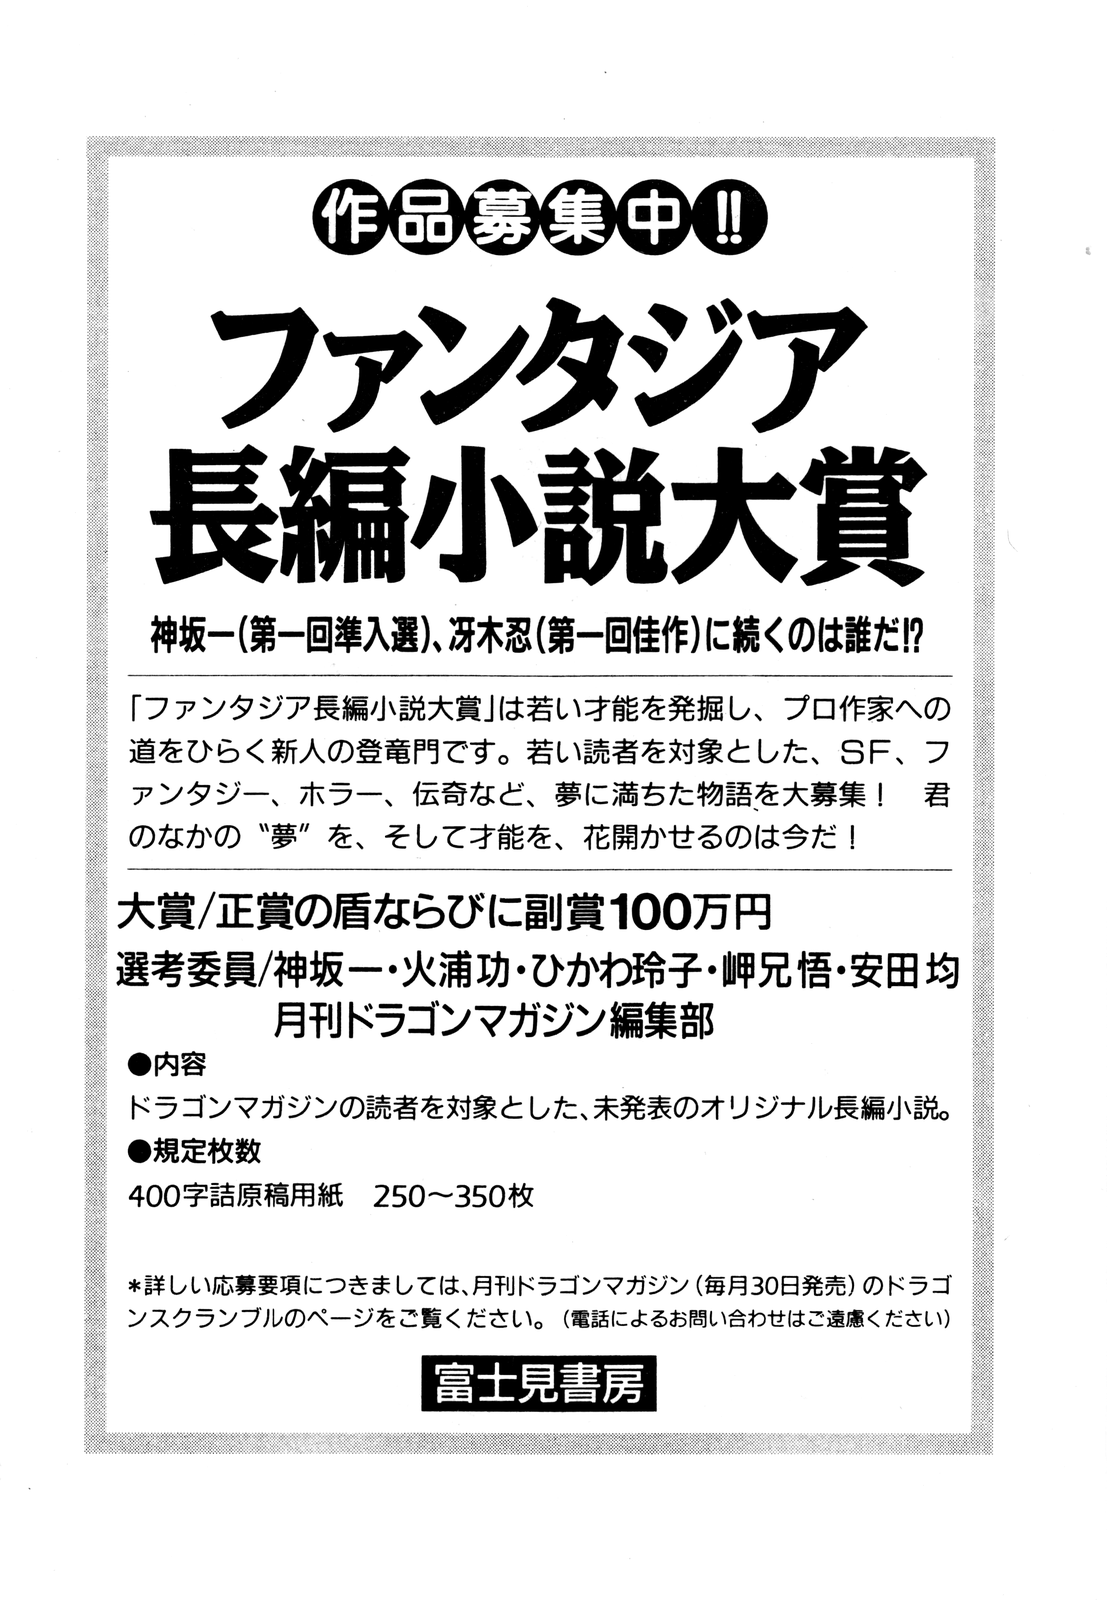 作品募集中!!
ファンタジア
長編小説大賞
神坂一(第一回準入選)、冴木忍(第一回佳作)に続くのは誰だ!?
「ファンタジア長編小説大賞」は若い才能を発掘し、プロ作家への
道をひらく新人の登竜門です。若い読者を対象とした、SF、フ
ァンタジー、ホラー、伝奇など、夢に満ちた物語を大募集！　君
のなかの〝夢〟を、そして才能を、花開かせるのは今だ！
大賞/正賞の盾ならびに副賞100万円
選考委員/神坂一・火浦功・ひかわ玲子・岬兄悟・安田均
月刊ドラゴンマガジン編集部
●内容
ドラゴンマガジンの読者を対象とした、未発表のオリジナル長編小説。
●規定枚数
400字詰原稿用紙　250～350枚
＊詳しい応募要項につきましては、月刊ドラゴンマガジン(毎月30日発売)のドラゴ
ンスクランブルのページをご覧ください。(電話によるお問い合わせはご遠慮ください)
富士見書房